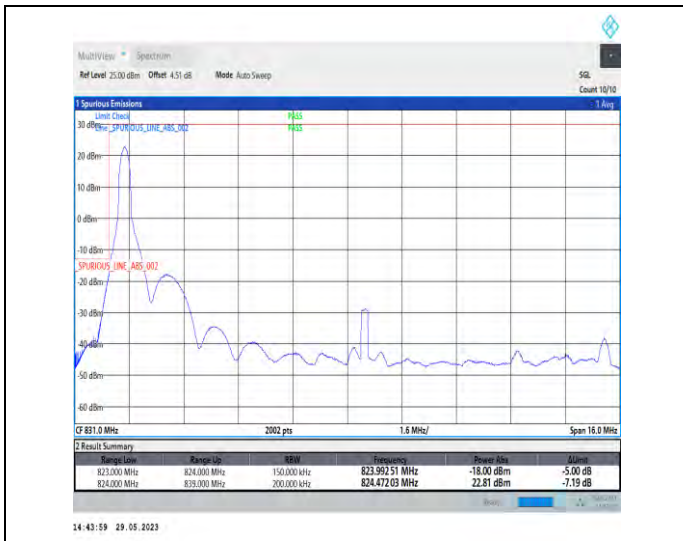 MultiView Spectrum
Ref Level 25.00 dBm Offset 4.51 dB Mode Auto Sweep SGL
Count 10/10
1 Spurious Emissions 1 Avg
Limit Check PASS
30 dBm Line _SPURIOUS_LINE_ABS_002 PASS
20 dBm
10 dBm
0 dBm
-10 dBm
_SPURIOUS_LINE_ABS_002
-20 dBm
-30 dBm
-40 dBm
-50 dBm
-60 dBm
CF 831.0 MHz 2002 pts 1.6 MHz/ Span 16.0 MHz
2 Result Summary
Range Low Range Up RBW Frequency Power Abs ΔLimit
823.000 MHz 824.000 MHz 150.000 kHz 823.99251 MHz -18.00 dBm -5.00 dB
824.000 MHz 839.000 MHz 200.000 kHz 824.47203 MHz 22.81 dBm -7.19 dB
14:43:59 29.05.2023